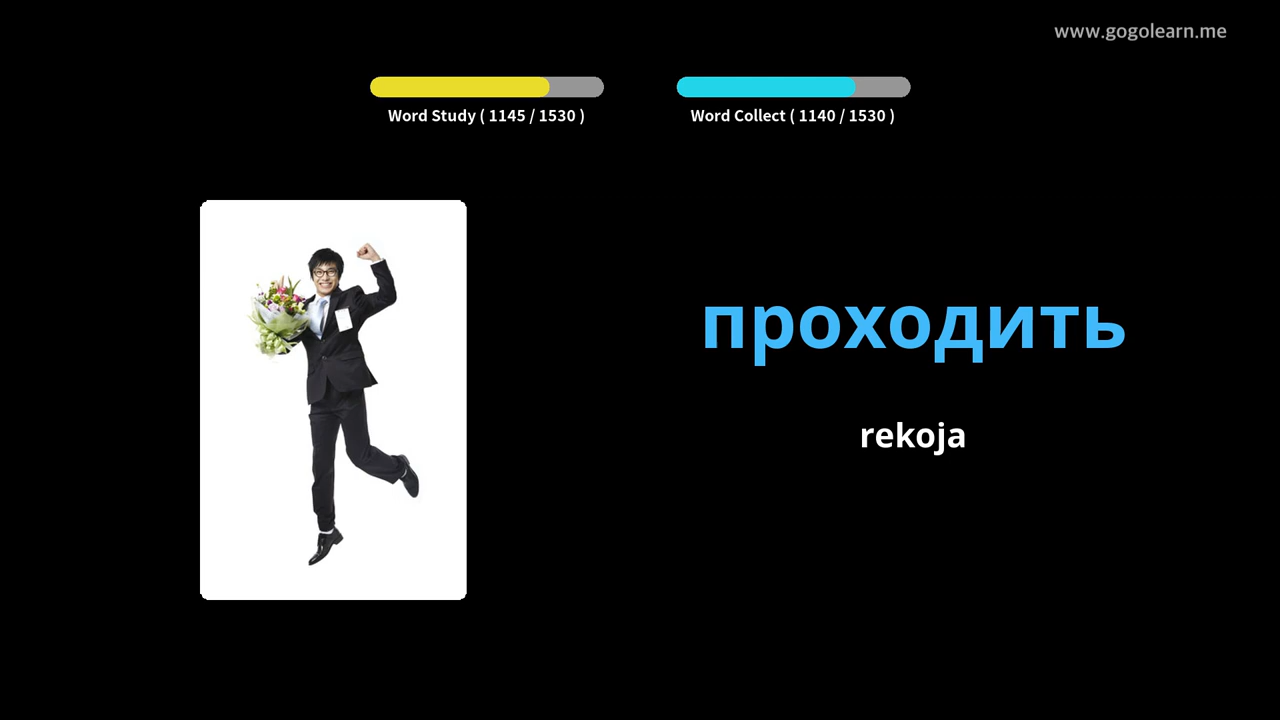 www.gogolearn.me
Word Study ( 1145 / 1530 )
Word Collect ( 1140 / 1530 )
проходить
rekoja